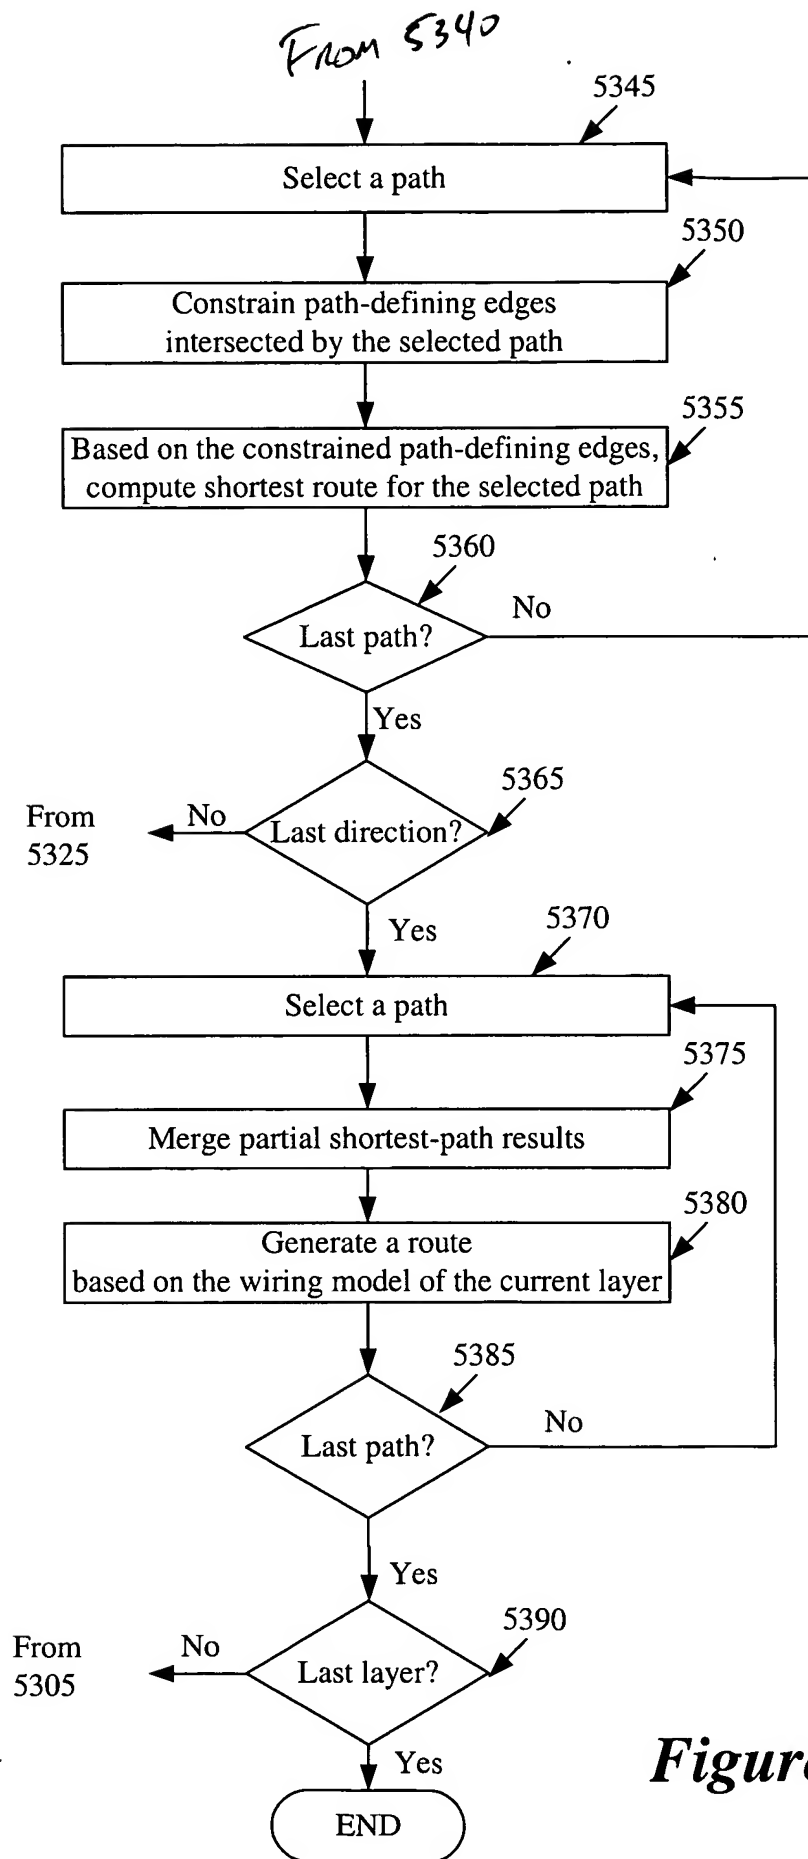 From 5340
5345
Select a path
5350
Constrain path-defining edges
intersected by the selected path
5355
Based on the constrained path-defining edges,
compute shortest route for the selected path
5360
Last path?
No
Yes
5365
From
5325
No
Last direction?
Yes
5370
Select a path
5375
Merge partial shortest-path results
5380
Generate a route
based on the wiring model of the current layer
5385
Last path?
No
Yes
5390
From
5305
No
Last layer?
Yes
END